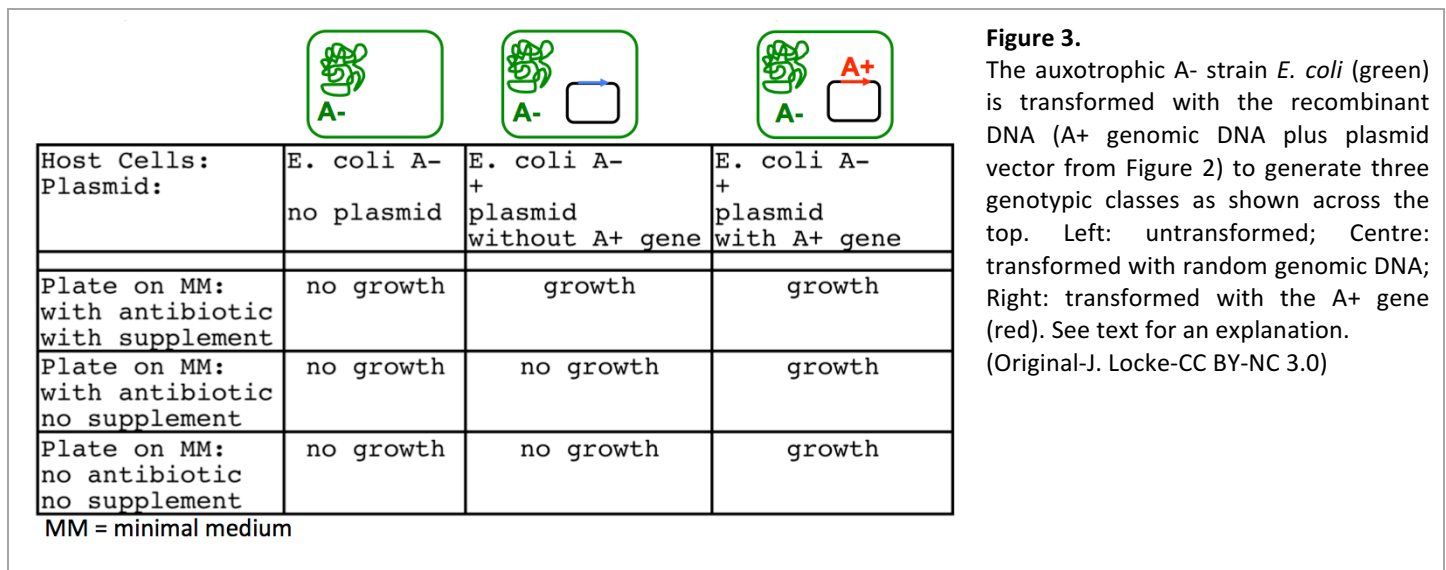 A-
A-
A+
A-
Host Cells: E. coli A- E. coli A- E. coli A-
Plasmid: + +
no plasmid plasmid plasmid
without A+ gene with A+ gene
Plate on MM: no growth growth growth
with antibiotic
with supplement
Plate on MM: no growth no growth growth
with antibiotic
no supplement
Plate on MM: no growth no growth growth
no antibiotic
no supplement
MM = minimal medium
Figure 3.
The auxotrophic A- strain E. coli (green)
is transformed with the recombinant
DNA (A+ genomic DNA plus plasmid
vector from Figure 2) to generate three
genotypic classes as shown across the
top. Left: untransformed; Centre:
transformed with random genomic DNA;
Right: transformed with the A+ gene
(red). See text for an explanation.
(Original-J. Locke-CC BY-NC 3.0)